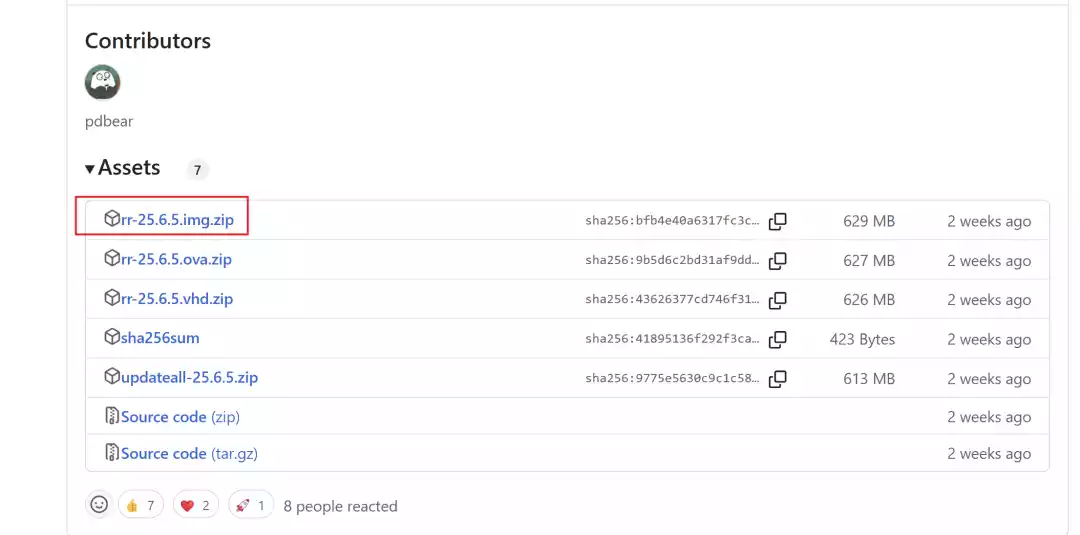 Contributors
pdbear
Assets 7
rr-25.6.5.img.zip sha256:bfb4e40a6317fc3c… 629 MB 2 weeks ago
rr-25.6.5.ova.zip sha256:9b5d6c2bd31af9dd… 627 MB 2 weeks ago
rr-25.6.5.vhd.zip sha256:43626377cd746f31… 626 MB 2 weeks ago
sha256sum sha256:41895136f292f3ca… 423 Bytes 2 weeks ago
updateall-25.6.5.zip sha256:9775e5630c9c1c58… 613 MB 2 weeks ago
Source code (zip) 2 weeks ago
Source code (tar.gz) 2 weeks ago
7 2 1 8 people reacted